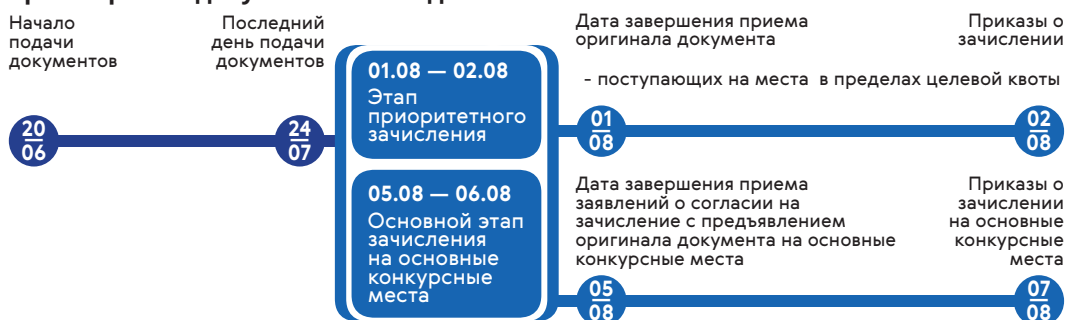 Начало
подачи
документов
Последний
день подачи
документов
20
06
24
07
01.08 — 02.08
Этап
приоритетного
зачисления
05.08 — 06.08
Основной этап
зачисления
на основные
конкурсные
места
Дата завершения приема
оригинала документа
Приказы о
зачислении
- поступающих на места в пределах целевой квоты
01
08
02
08
Дата завершения приема
заявлений о согласии на
зачисление с предъявлением
оригинала документа на основные
конкурсные места
Приказы о
зачислении
на основные
конкурсные
места
05
08
07
08